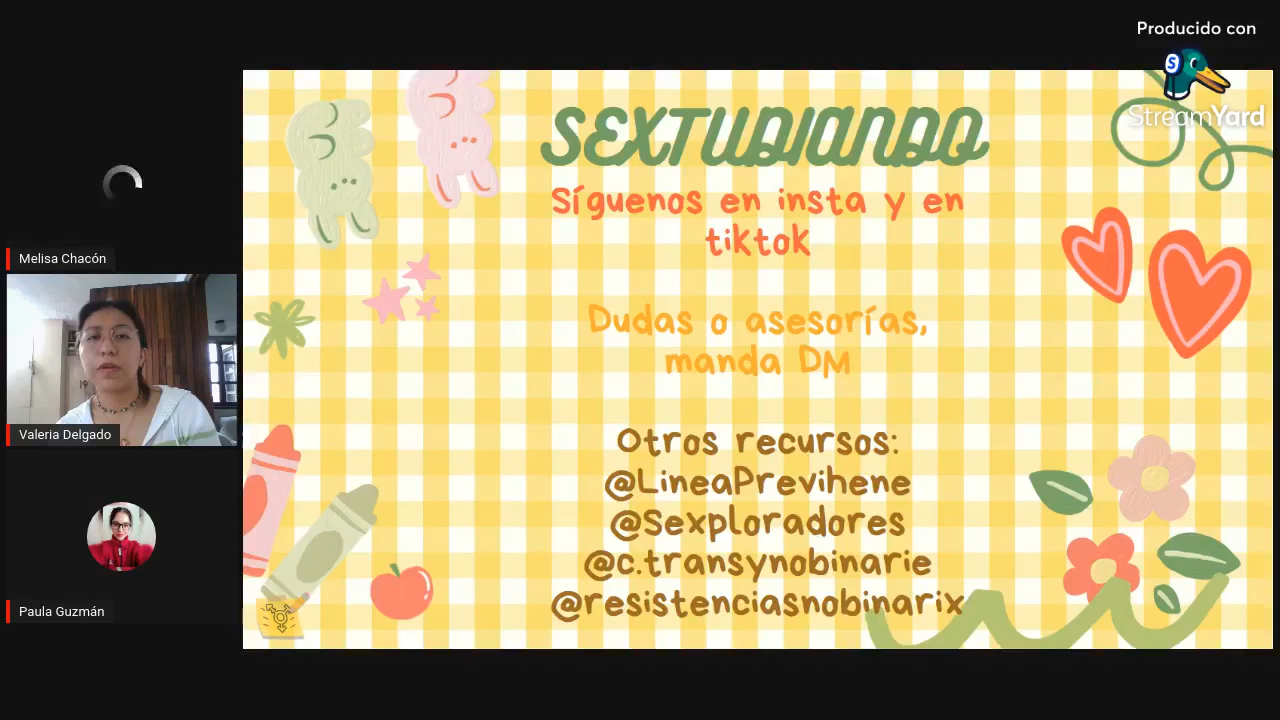 Producido con
StreamYard
SEXTUDIANDO
Síguenos en insta y en
tiktok
Dudas o asesorías,
manda DM
Otros recursos:
@LineaPrevihene
@Sexploradores
@c.transynobinarie
@resistenciasnobinarix
Melisa Chacón
Valeria Delgado
Paula Guzmán